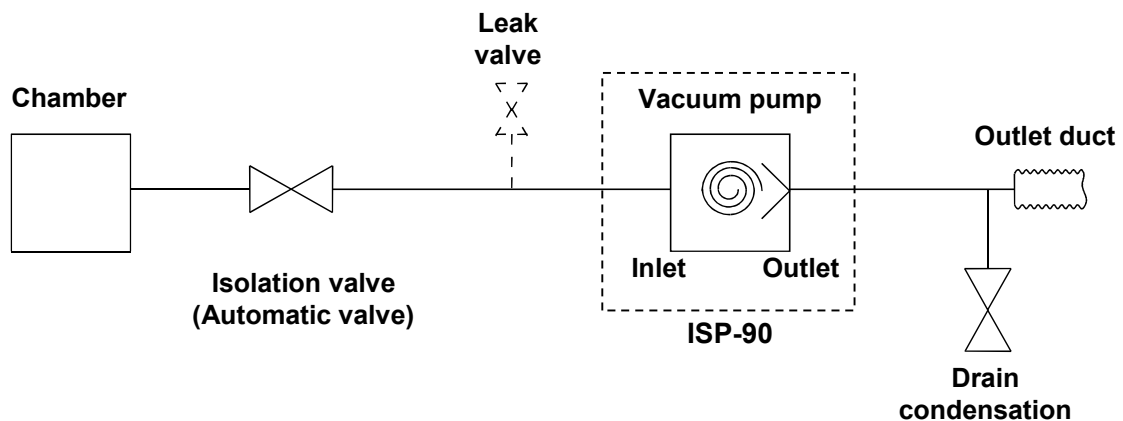 Leak
valve
Chamber
Vacuum pump
Outlet duct
Inlet
Outlet
Isolation valve
(Automatic valve)
ISP-90
Drain
condensation